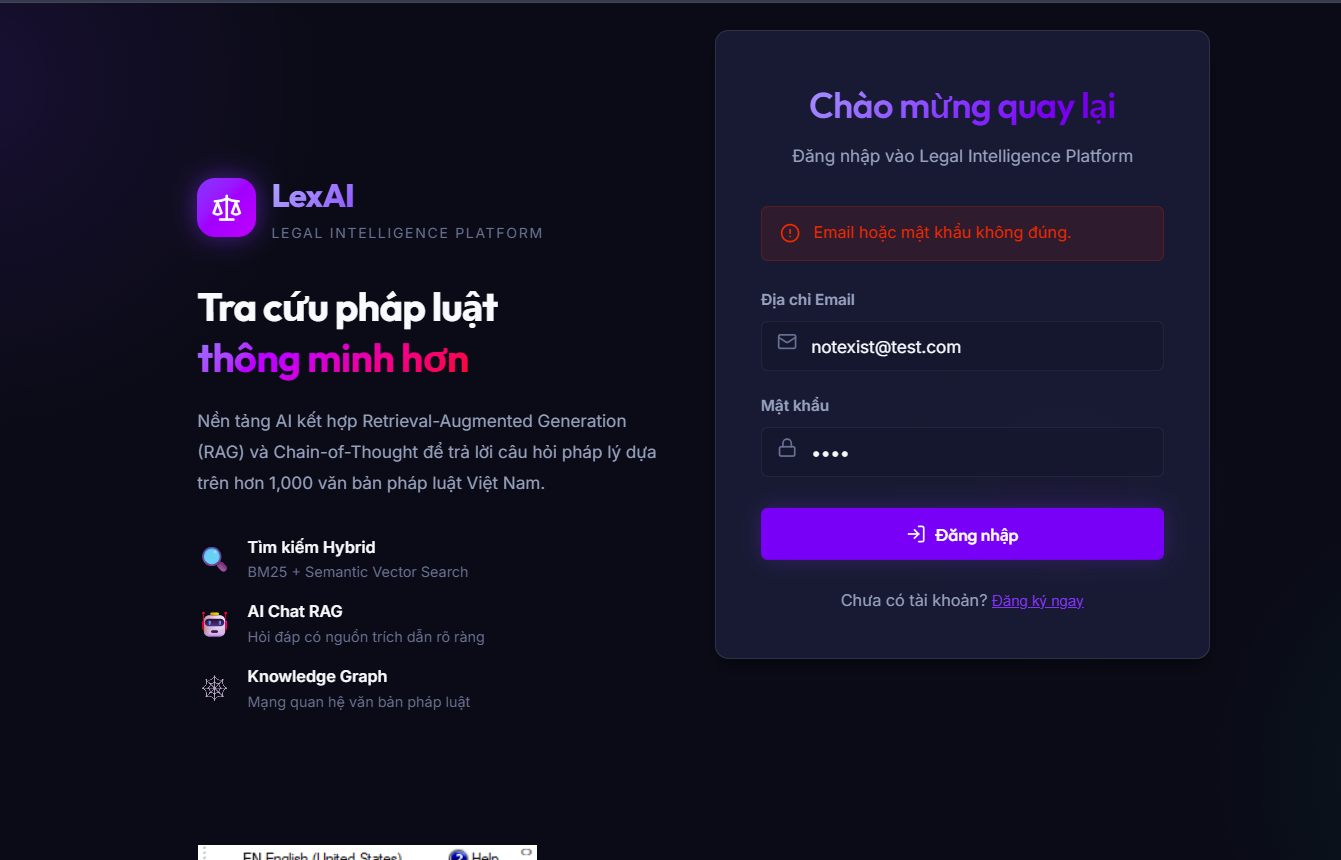 LexAI
LEGAL INTELLIGENCE PLATFORM
Tra cứu pháp luật
thông minh hơn
Nền tảng AI kết hợp Retrieval-Augmented Generation
(RAG) và Chain-of-Thought để trả lời câu hỏi pháp lý dựa
trên hơn 1,000 văn bản pháp luật Việt Nam.
Tìm kiếm Hybrid
BM25 + Semantic Vector Search
AI Chat RAG
Hỏi đáp có nguồn trích dẫn rõ ràng
Knowledge Graph
Mạng quan hệ văn bản pháp luật
Chào mừng quay lại
Đăng nhập vào Legal Intelligence Platform
Email hoặc mật khẩu không đúng.
Địa chỉ Email
notexist@test.com
Mật khẩu
••••
Đăng nhập
Chưa có tài khoản? Đăng ký ngay
EN English (United States)
Help